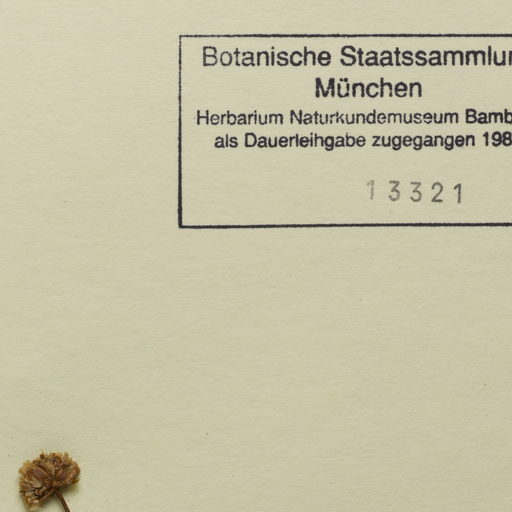 Botanische Staatssammlun
München
Herbarium Naturkundemuseum Bamb
als Dauerleihgabe zugegangen 198
13321